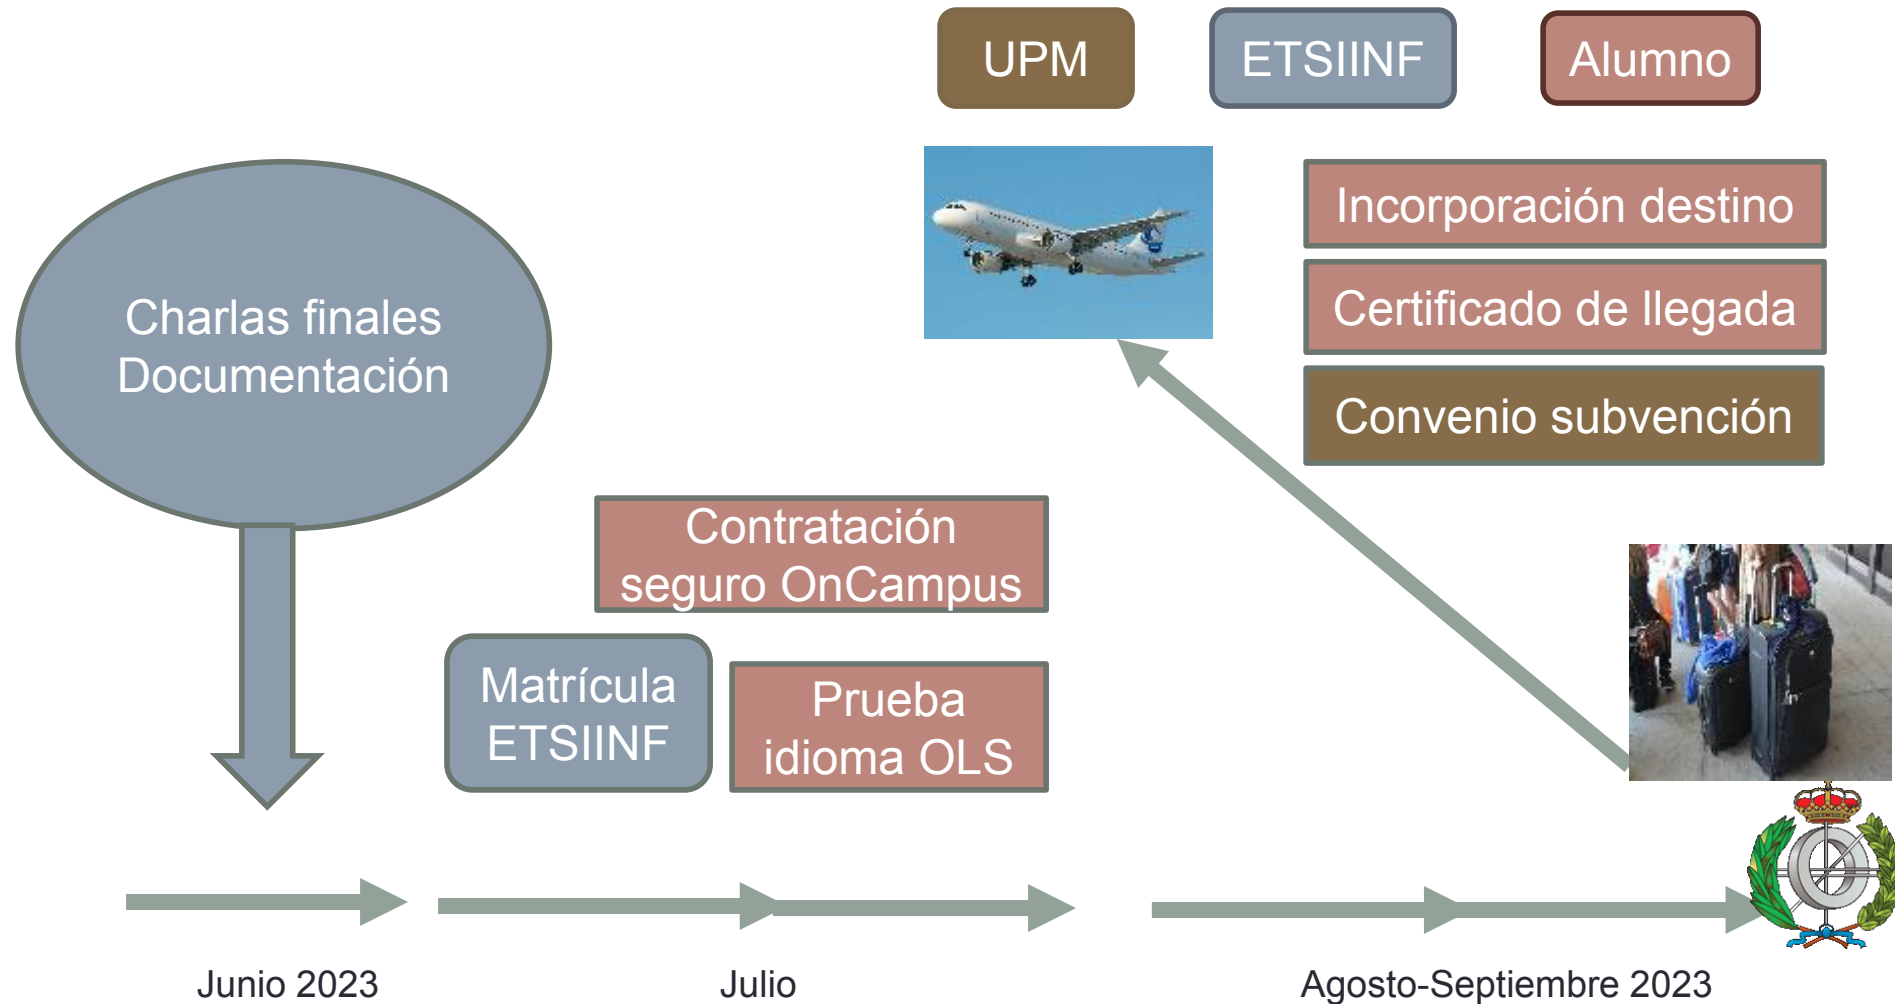 UPM
ETSIINF
Alumno
Charlas finales
Documentación
Incorporación destino
Certificado de llegada
Convenio subvención
Contratación
seguro OnCampus
Matrícula
ETSIINF
Prueba
idioma OLS
Junio 2023
Julio
Agosto-Septiembre 2023